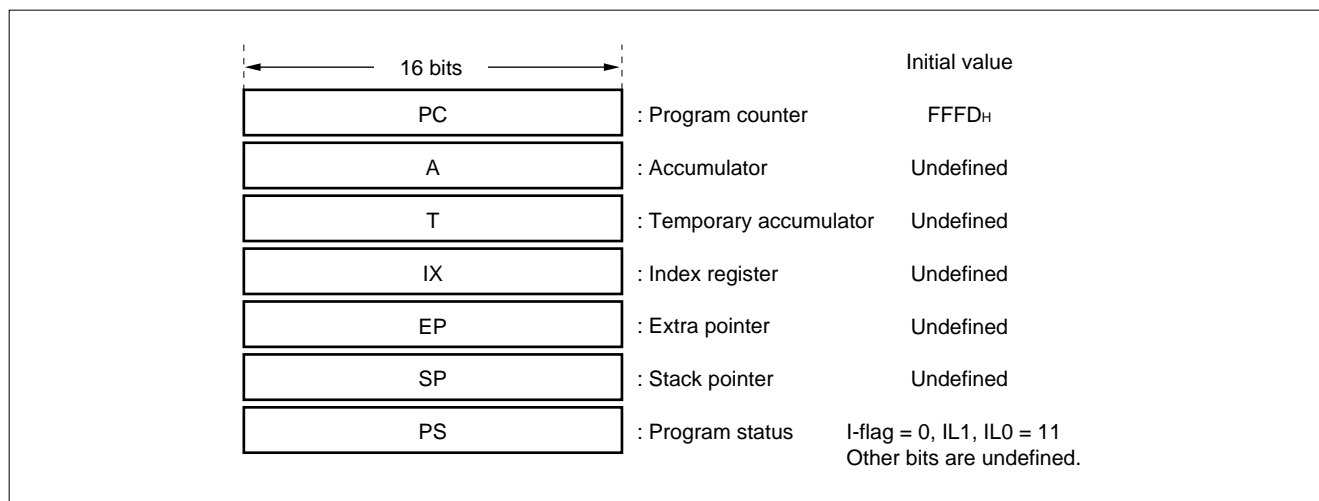 16 bits Initial value
PC : Program counter FFFDH
A : Accumulator Undefined
T : Temporary accumulator Undefined
IX : Index register Undefined
EP : Extra pointer Undefined
SP : Stack pointer Undefined
PS : Program status I-flag = 0, IL1, IL0 = 11
Other bits are undefined.